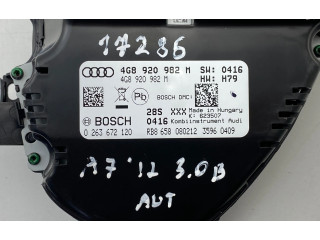 17286
4G8 920 982 M SW: 0416
4G8 920 982 M HW: H79
Pb
BOSCH DMC:
BOSCH
28S XXX Made in Hungary
K: 623507
0416 Kombiinstrument Audi
0 263 672 120 RB8 658 080212 3596 0409
A7 '12 3.0B
AUT